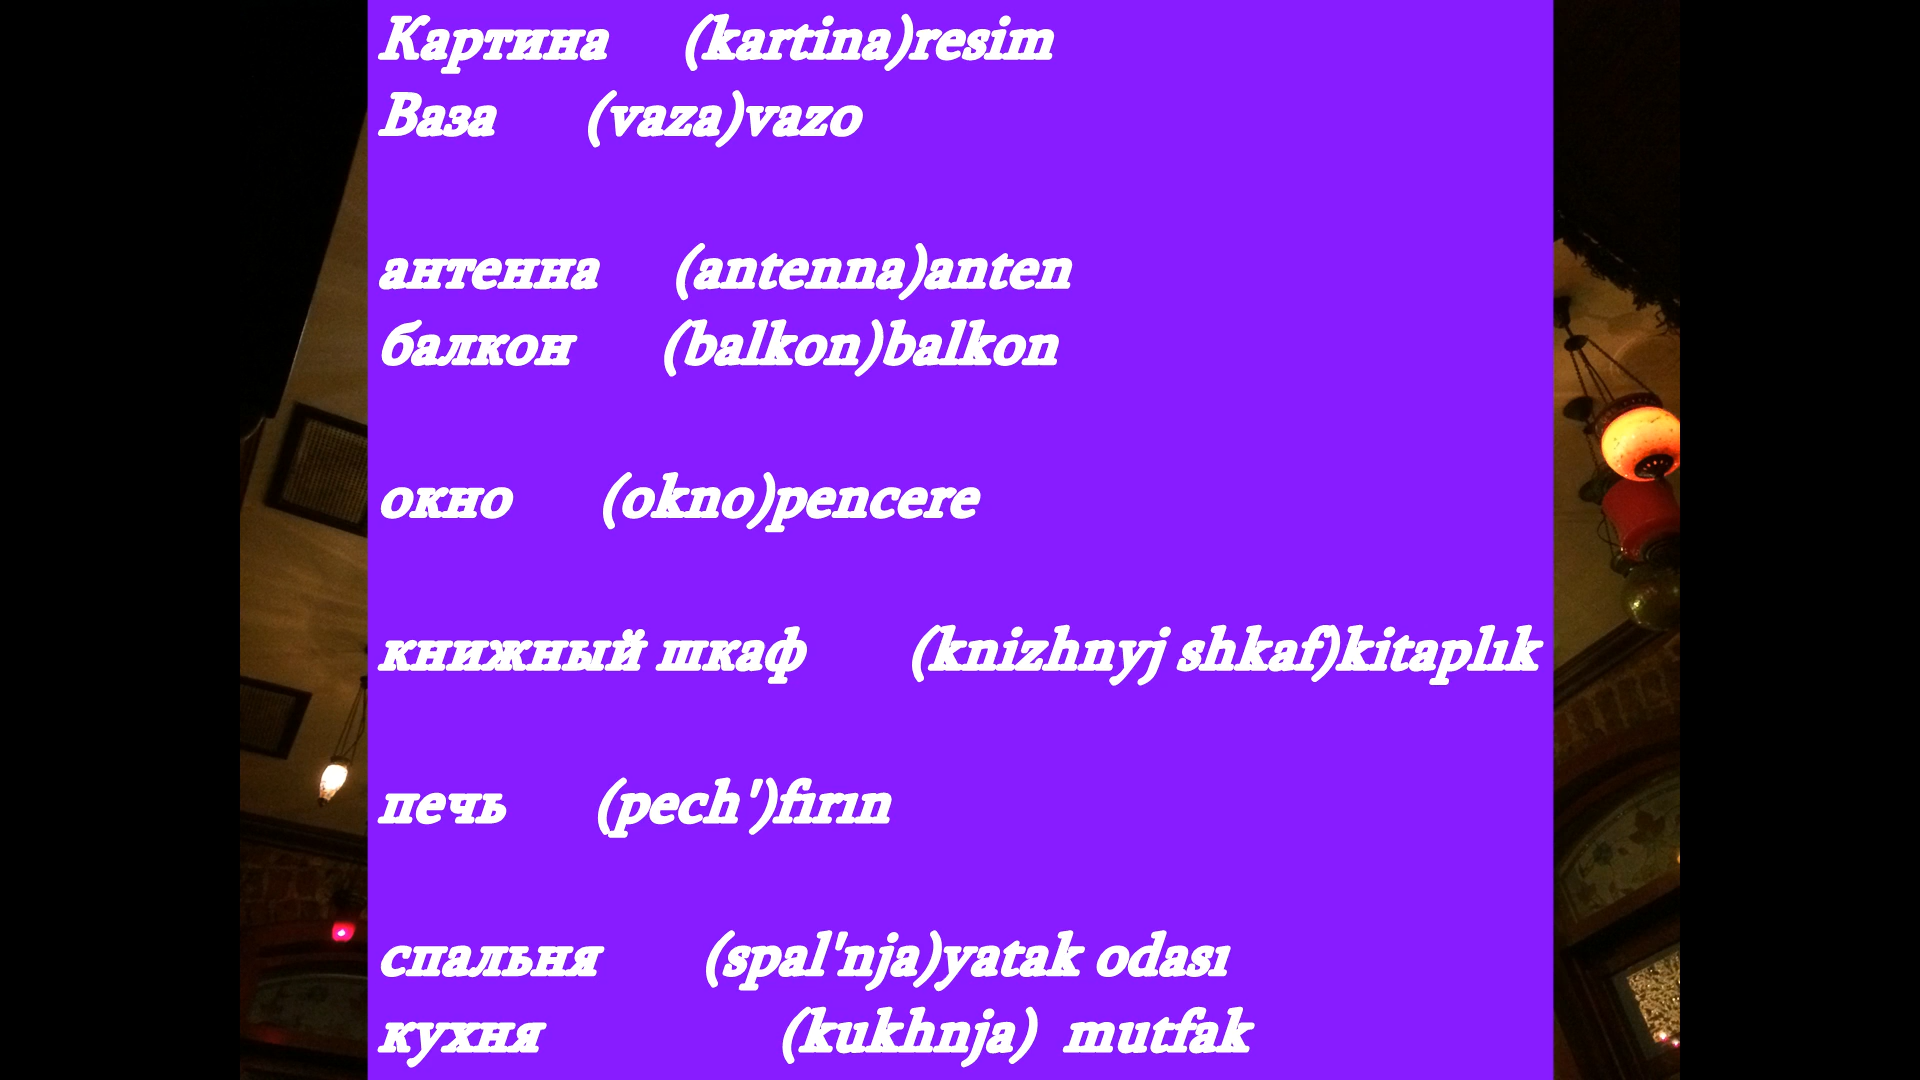 Картина (kartina)resim
Ваза (vaza)vazo
антенна (antenna)anten
балкон (balkon)balkon
окно (okno)pencere
книжный шкаф (knizhnyj shkaf)kitaplık
печь (pech')fırın
спальня (spal'nja)yatak odası
кухня (kukhnja) mutfak